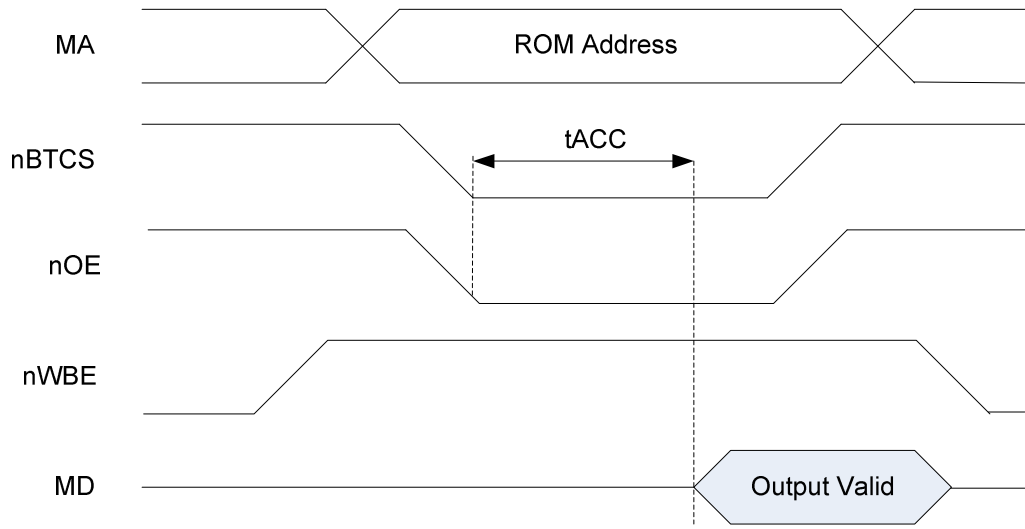 MA
ROM Address
nBTCS
tACC
nOE
nWBE
MD
Output Valid